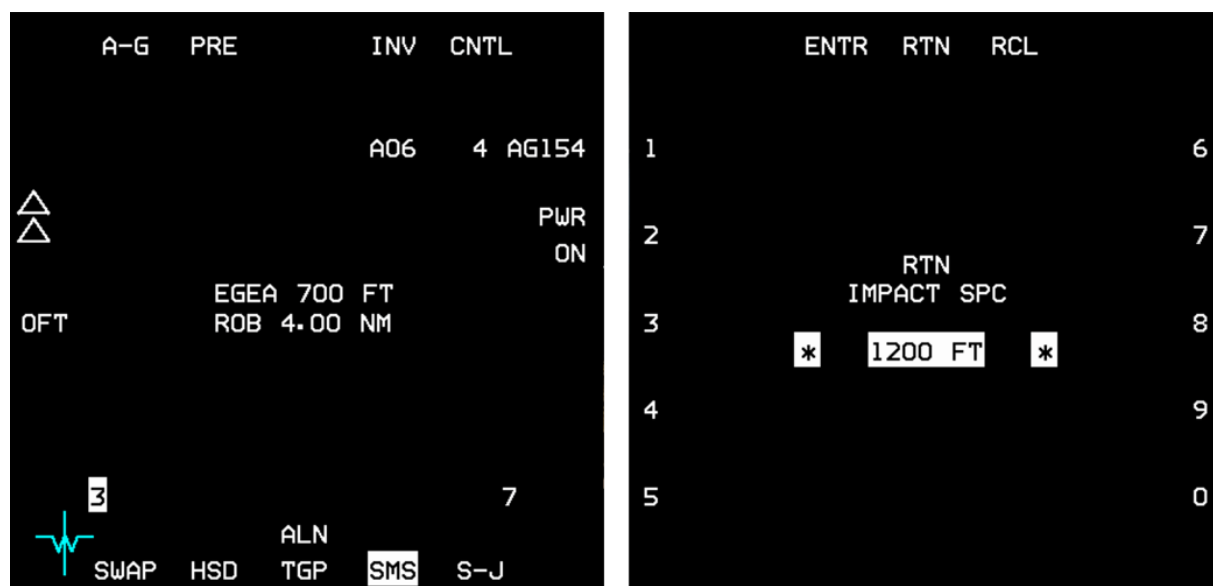 A-G PRE INV CNTL
A06 4 AG154
PWR
ON
EGEA 700 FT
OFT ROB 4.00 NM
3 7
ALN
SWAP HSD TGP SMS S-J
ENTR RTN RCL
1 6
2 7
RTN
IMPACT SPC
3 8
* 1200 FT *
4 9
5 0